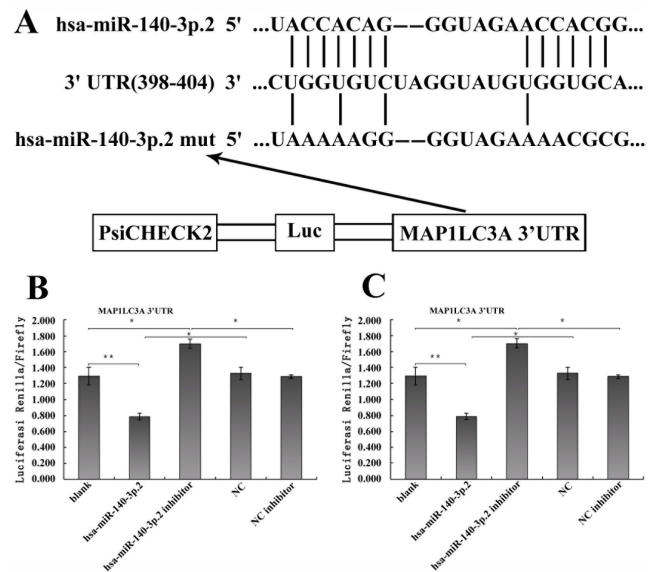 A
hsa-miR-140-3p.2 5' ...UACCACAG--GGUAGAACCACGG...
3' UTR(398-404) 3' ...CUGGUGUCUAGGUAUGUGGUGCA...
hsa-miR-140-3p.2 mut 5' ...UAAAAAGG--GGUAGAAAACGCG...
PsiCHECK2
Luc
MAP1LC3A 3'UTR
B
MAP1LC3A 3'UTR
Luciferasi Renilla/Firefly
2.000
1.800
1.600
1.400
1.200
1.000
0.800
0.600
0.400
0.200
0.000
*
*
*
**
blank
hsa-miR-140-3p.2
hsa-miR-140-3p.2 inhibitor
NC
NC inhibitor
C
MAP1LC3A 3'UTR
Luciferasi Renilla/Firefly
2.000
1.800
1.600
1.400
1.200
1.000
0.800
0.600
0.400
0.200
0.000
*
*
*
**
blank
hsa-miR-140-3p.2
hsa-miR-140-3p.2 inhibitor
NC
NC inhibitor